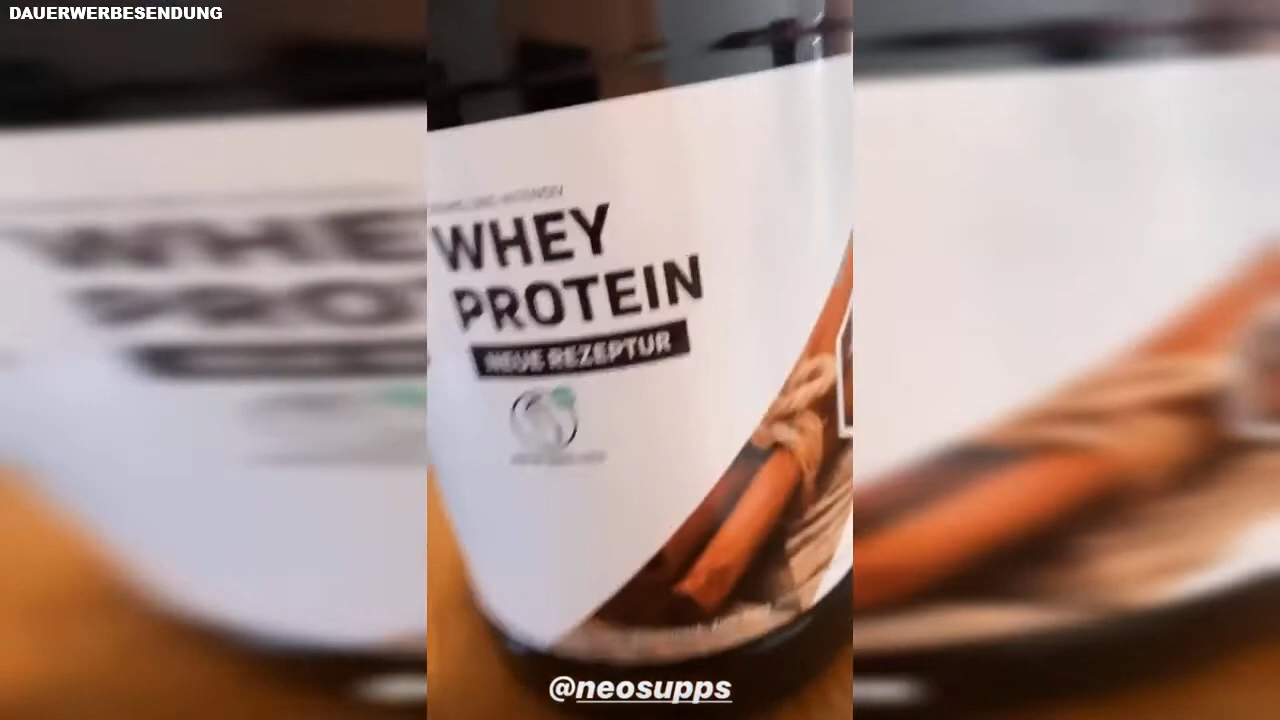 DAUERWERBESENDUNG
WHEY
PROTEIN
NEUE REZEPTUR
@neosupps